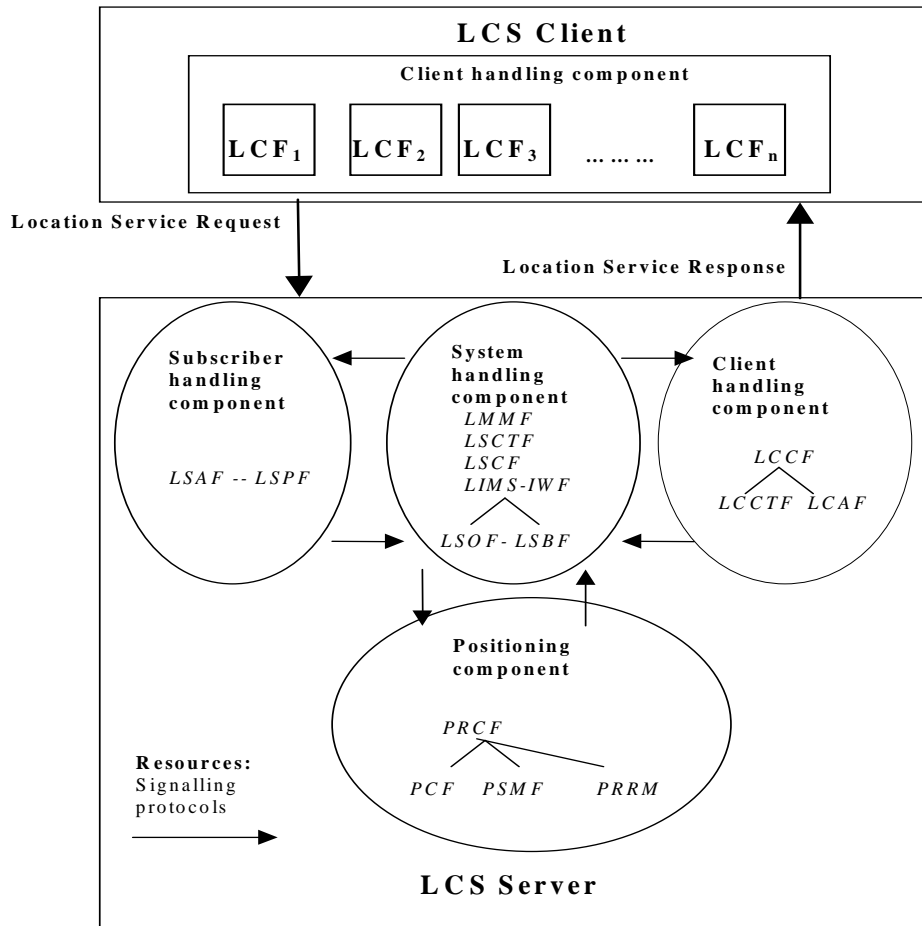 LCS Client
Client handling component
LCF1 LCF2 LCF3 ... ... ... LCFn
Location Service Request
Location Service Response
Subscriber
handling
component
LSAF -- LSPF
System
handling
component
LMMF
LSCTF
LSCF
LIMS-IWF
LSOF- LSBF
Client
handling
component
LCCF
LCCTF LCAF
Positioning
component
PRCF
PCF PSMF PRRM
Resources:
Signalling
protocols
LCS Server